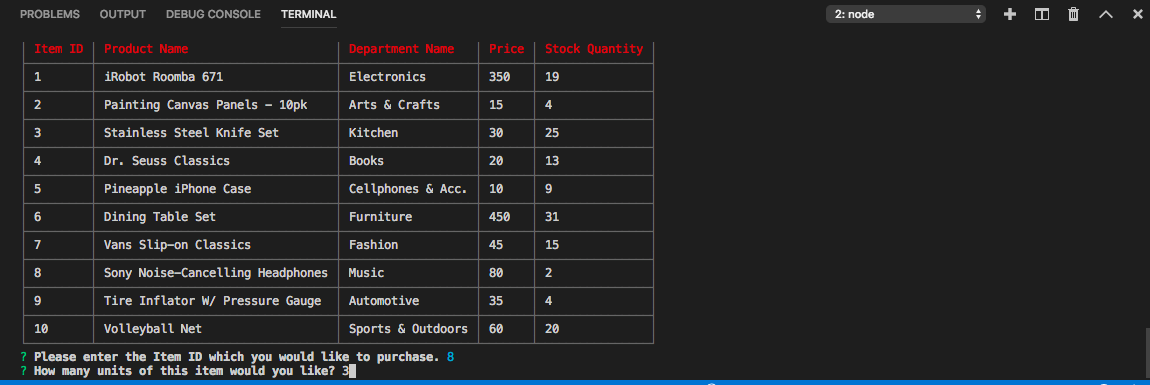 PROBLEMS OUTPUT DEBUG CONSOLE TERMINAL 2: node
Item ID Product Name Department Name Price Stock Quantity
1 iRobot Roomba 671 Electronics 350 19
2 Painting Canvas Panels - 10pk Arts & Crafts 15 4
3 Stainless Steel Knife Set Kitchen 30 25
4 Dr. Seuss Classics Books 20 13
5 Pineapple iPhone Case Cellphones & Acc. 10 9
6 Dining Table Set Furniture 450 31
7 Vans Slip-on Classics Fashion 45 15
8 Sony Noise-Cancelling Headphones Music 80 2
9 Tire Inflator W/ Pressure Gauge Automotive 35 4
10 Volleyball Net Sports & Outdoors 60 20
? Please enter the Item ID which you would like to purchase. 8
? How many units of this item would you like? 3